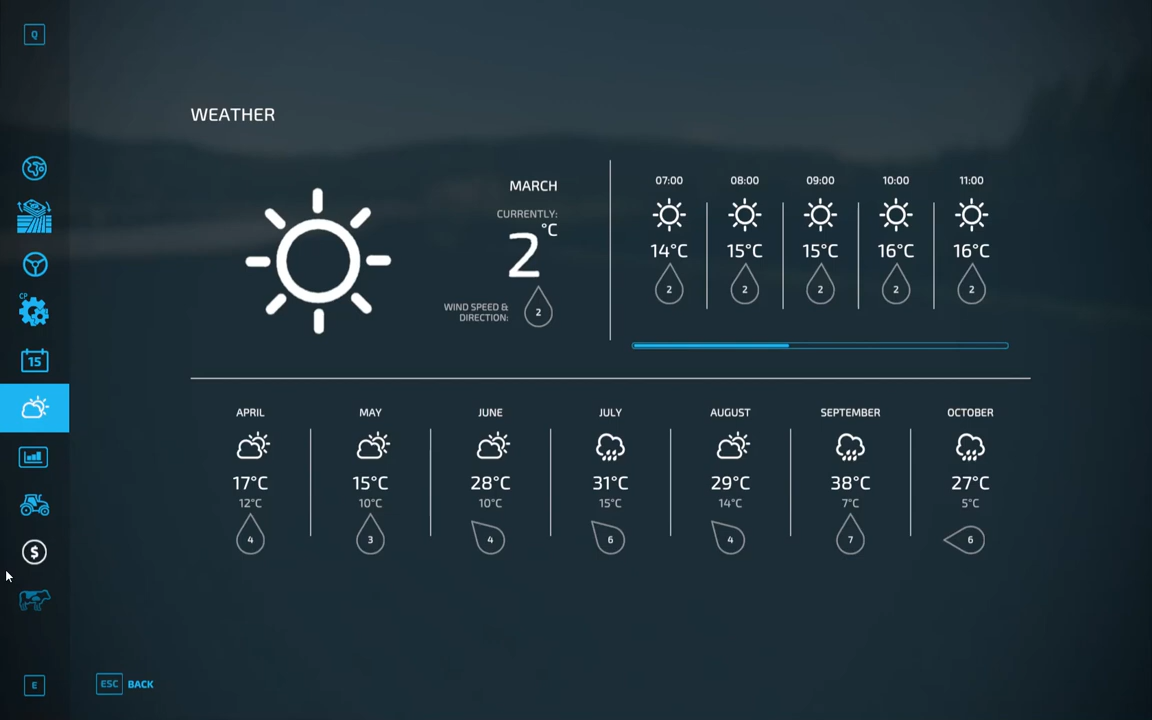 Q
WEATHER
MARCH
CURRENTLY:
2 °C
WIND SPEED &
DIRECTION:
2
07:00 08:00 09:00 10:00 11:00
14°C 15°C 15°C 16°C 16°C
2 2 2 2 2
CP
15
APRIL MAY JUNE JULY AUGUST SEPTEMBER OCTOBER
17°C 15°C 28°C 31°C 29°C 38°C 27°C
12°C 10°C 10°C 15°C 14°C 7°C 5°C
4 3 4 6 4 7 6
$
E
ESC BACK